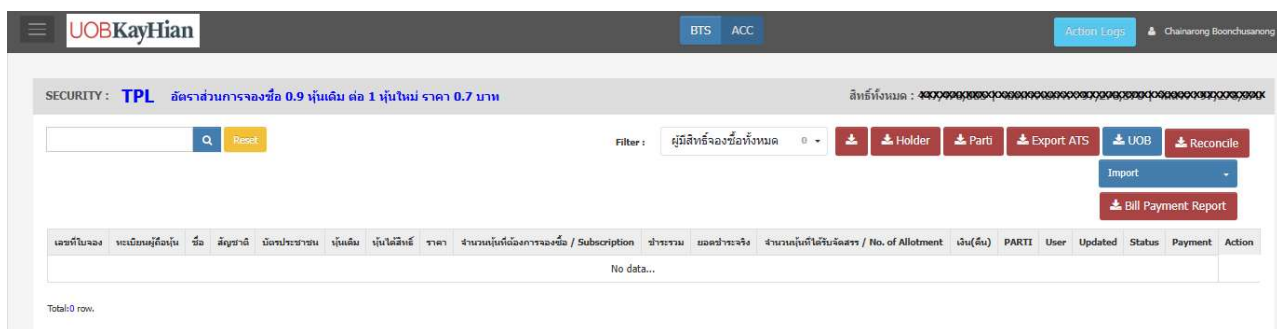 UOBKayHian BTS ACC Action Logs Chainarong Boonchusanong
SECURITY : TPL อัตราส่วนการจองซื้อ 0.9 หุ้นเดิม ต่อ 1 หุ้นใหม่ ราคา 0.7 บาท สิทธิ์ทั้งหมด :
Reset Filter : ผู้มีสิทธิ์จองซื้อทั้งหมด 0 Holder Parti Export ATS UOB Reconcile
Import
Bill Payment Report
เลขที่ใบจอง ทะเบียนผู้ถือหุ้น ชื่อ สัญชาติ บัตรประชาชน หุ้นเดิม หุ้นได้สิทธิ์ ราคา จำนวนหุ้นที่ต้องการจองซื้อ / Subscription ชำระรวม ยอดชำระจริง จำนวนหุ้นที่ได้รับจัดสรร / No. of Allotment เงิน(คืน) PARTI User Updated Status Payment Action
No data...
Total:0 row.